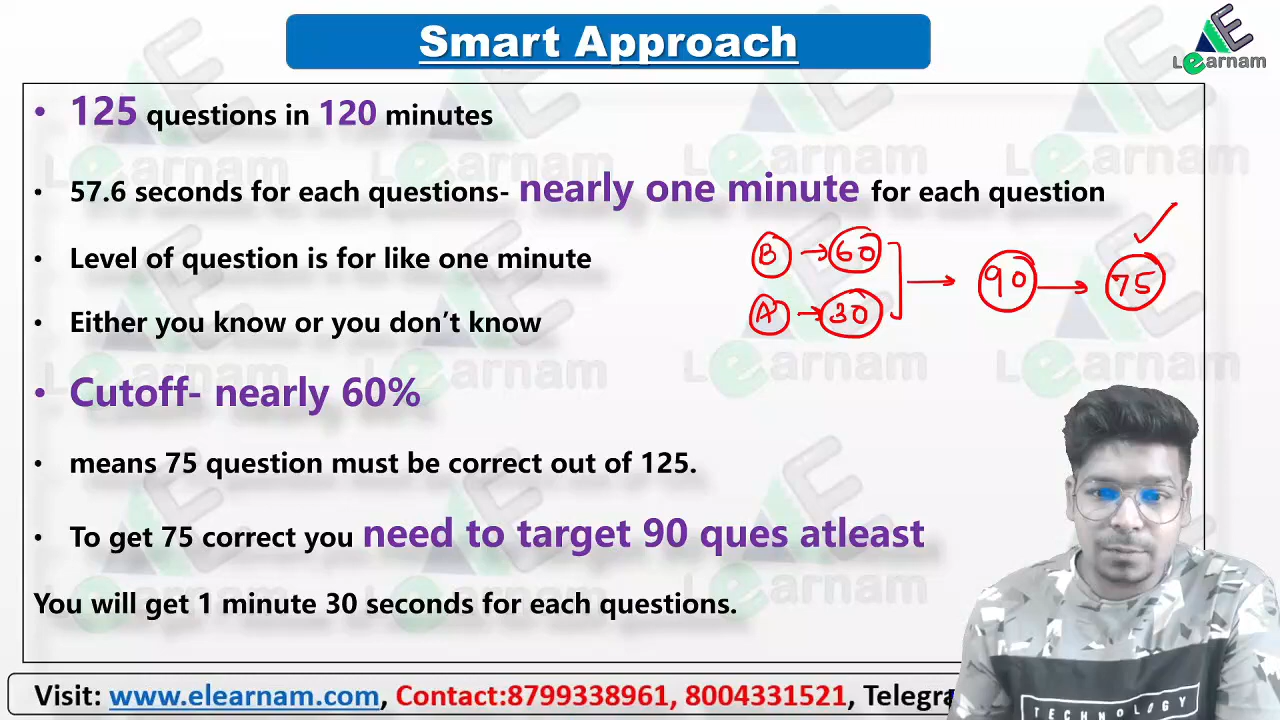 Smart Approach
Learnam
• 125 questions in 120 minutes
• 57.6 seconds for each questions- nearly one minute for each question
• Level of question is for like one minute
B → 60
A → 30
→ 90 → 75 ✓
• Either you know or you don’t know
• Cutoff- nearly 60%
• means 75 question must be correct out of 125.
• To get 75 correct you need to target 90 ques atleast
You will get 1 minute 30 seconds for each questions.
Visit: www.elearnam.com, Contact:8799338961, 8004331521, Telegra
TECHNOLOGY